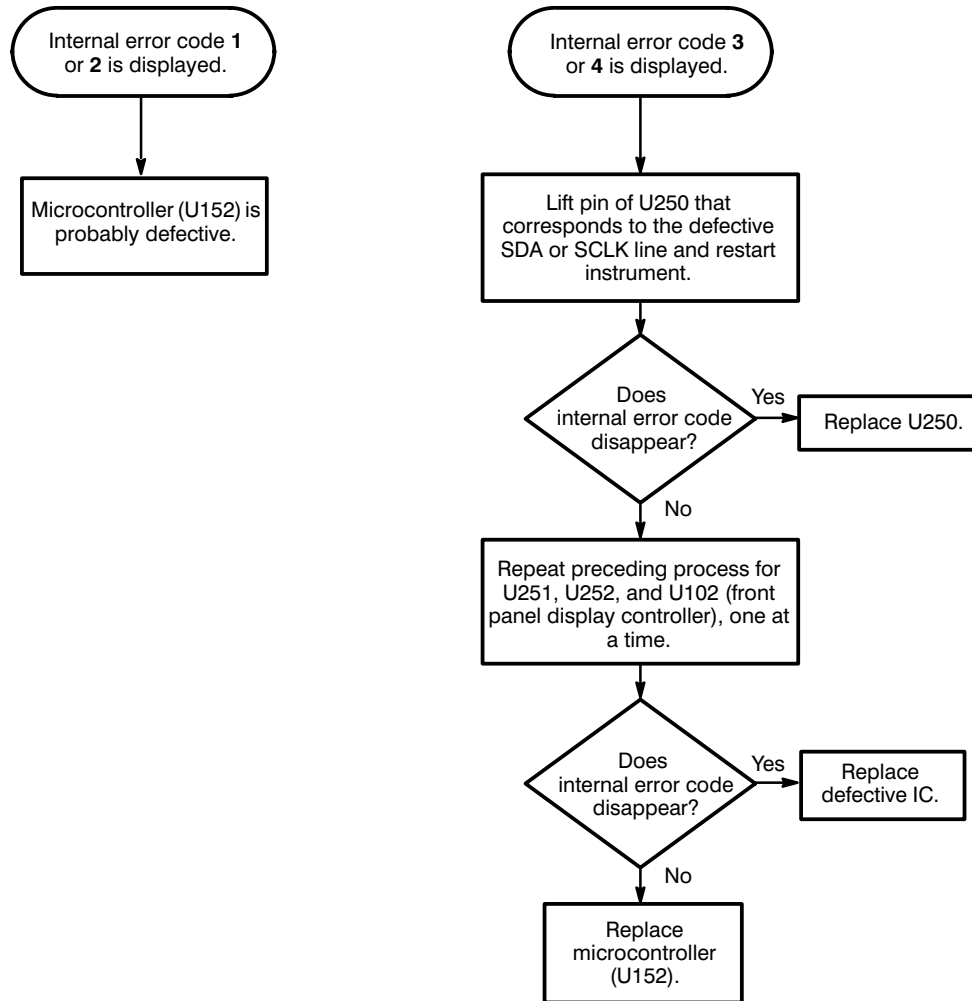 Internal error code 1
or 2 is displayed.
Microcontroller (U152) is
probably defective.
Internal error code 3
or 4 is displayed.
Lift pin of U250 that
corresponds to the defective
SDA or SCLK line and restart
instrument.
Does
internal error code
disappear?
Yes
Replace U250.
No
Repeat preceding process for
U251, U252, and U102 (front
panel display controller), one at
a time.
Does
internal error code
disappear?
Yes
Replace
defective IC.
No
Replace
microcontroller
(U152).